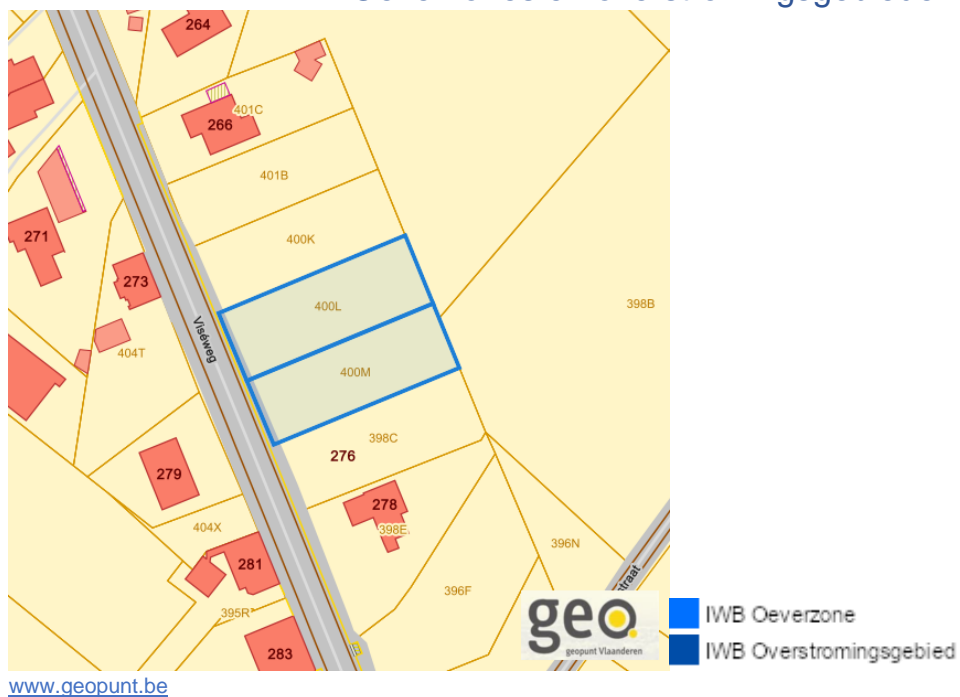 264
401C
266
401B
271
400K
273
400L
398B
Viséweg
404T
400M
398C
276
279
278
398E
404X
396N
281
396F
straat
395R
283
geo.
geopunt Vlaanderen
IWB Oeverzone
IWB Overstromingsgebied
www.geopunt.be